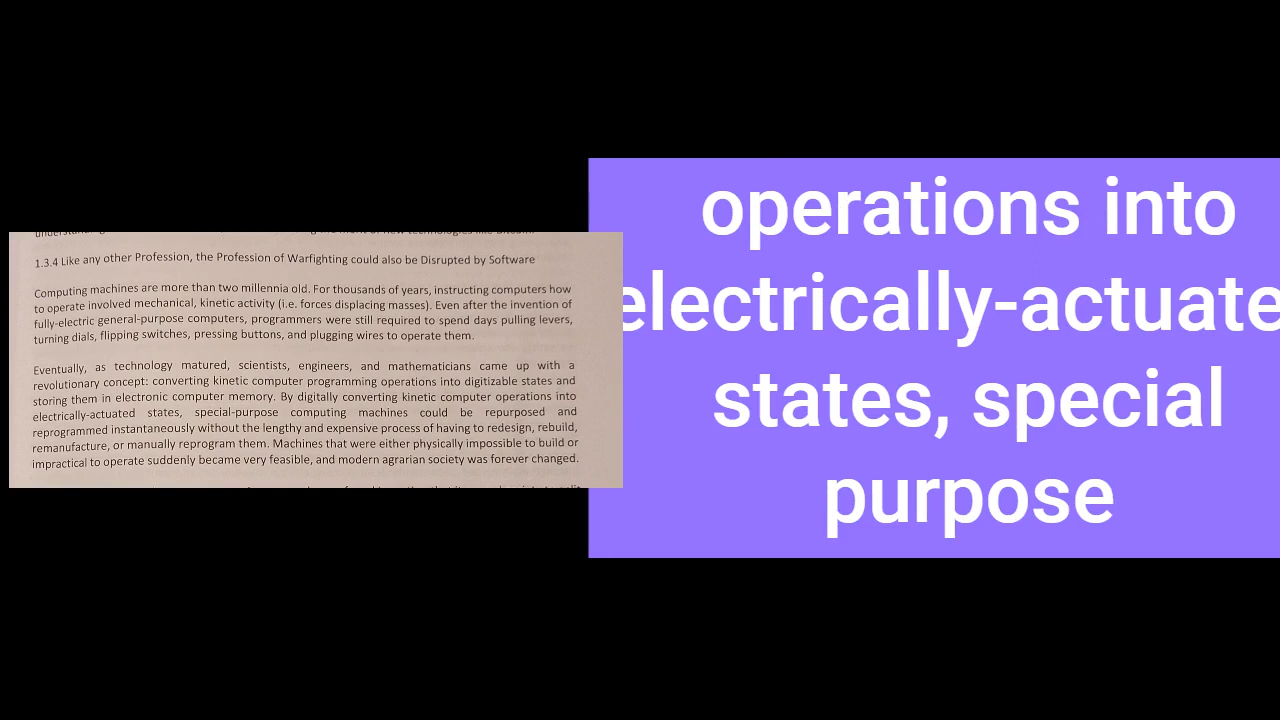 1.3.4 Like any other Profession, the Profession of Warfighting could also be Disrupted by Software
Computing machines are more than two millennia old. For thousands of years, instructing computers how
to operate involved mechanical, kinetic activity (i.e. forces displacing masses). Even after the invention of
fully-electric general-purpose computers, programmers were still required to spend days pulling levers,
turning dials, flipping switches, pressing buttons, and plugging wires to operate them.
Eventually, as technology matured, scientists, engineers, and mathematicians came up with a
revolutionary concept: converting kinetic computer programming operations into digitizable states and
storing them in electronic computer memory. By digitally converting kinetic computer operations into
electrically-actuated states, special-purpose computing machines could be repurposed and
reprogrammed instantaneously without the lengthy and expensive process of having to redesign, rebuild,
remanufacture, or manually reprogram them. Machines that were either physically impossible to build or
impractical to operate suddenly became very feasible, and modern agrarian society was forever changed.
operations into
electrically-actuate
states, special
purpose